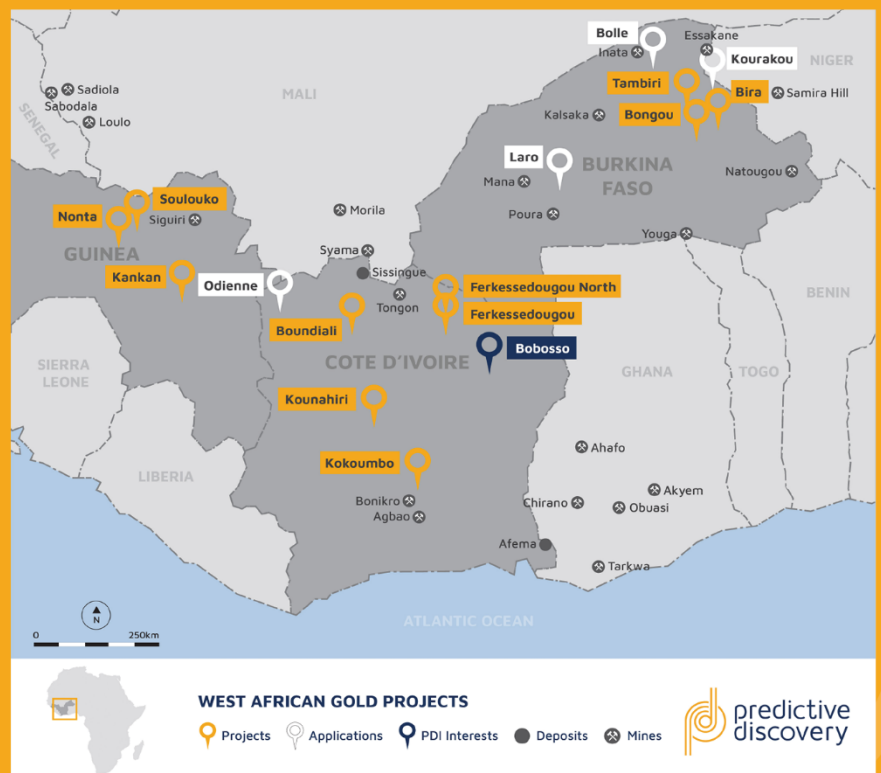 Bolle
Essakane
Inata
Kourakou
NIGER
Tambiri
Sadiola
Bira
Samira Hill
MALI
Sabodala
SENEGAL
Kalsaka
Bongou
Loulo
Laro
BURKINA
FASO
Natougou
Mana
Soulouko
Morila
Poura
Nonta
Siguiri
Youga
GUINEA
Syama
Kankan
Sissingue
Odienne
Ferkessedougou North
BENIN
Tongon
Ferkessedougou
Boundiali
Bobosso
COTE D'IVOIRE
SIERRA
LEONE
GHANA
TOGO
Kounahiri
Ahafo
Kokoumbo
LIBERIA
Akyem
Bonikro
Chirano
Obuasi
Agbao
Afema
Tarkwa
N
ATLANTIC OCEAN
0 250km
WEST AFRICAN GOLD PROJECTS
Projects Applications PDI Interests Deposits Mines
predictive
discovery